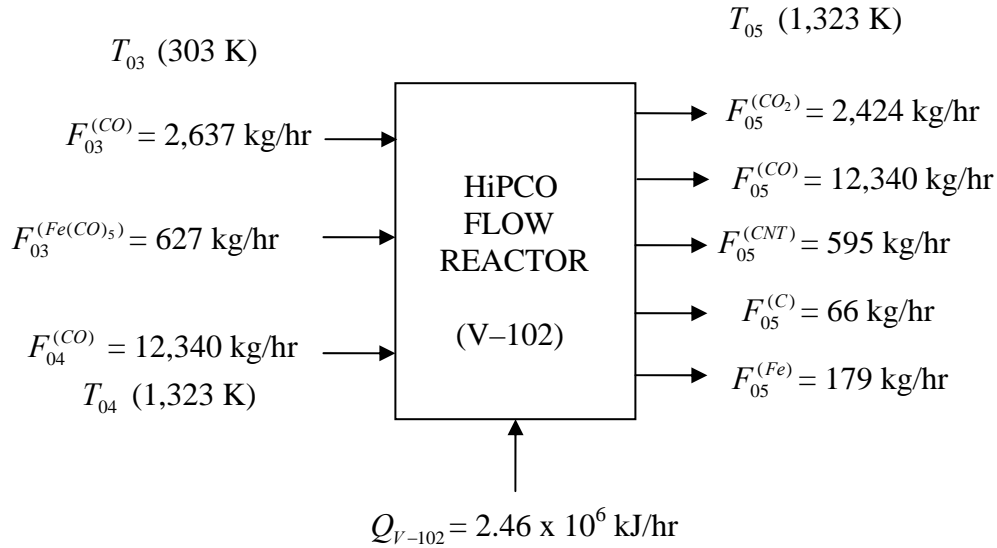 T₀₃ (303 K)
F₀₃^(CO) = 2,637 kg/hr
F₀₃^(Fe(CO)₅) = 627 kg/hr
F₀₄^(CO) = 12,340 kg/hr
T₀₄ (1,323 K)
HiPCO
FLOW
REACTOR
(V–102)
T₀₅ (1,323 K)
F₀₅^(CO₂) = 2,424 kg/hr
F₀₅^(CO) = 12,340 kg/hr
F₀₅^(CNT) = 595 kg/hr
F₀₅^(C) = 66 kg/hr
F₀₅^(Fe) = 179 kg/hr
Q_V–102 = 2.46 x 10⁶ kJ/hr